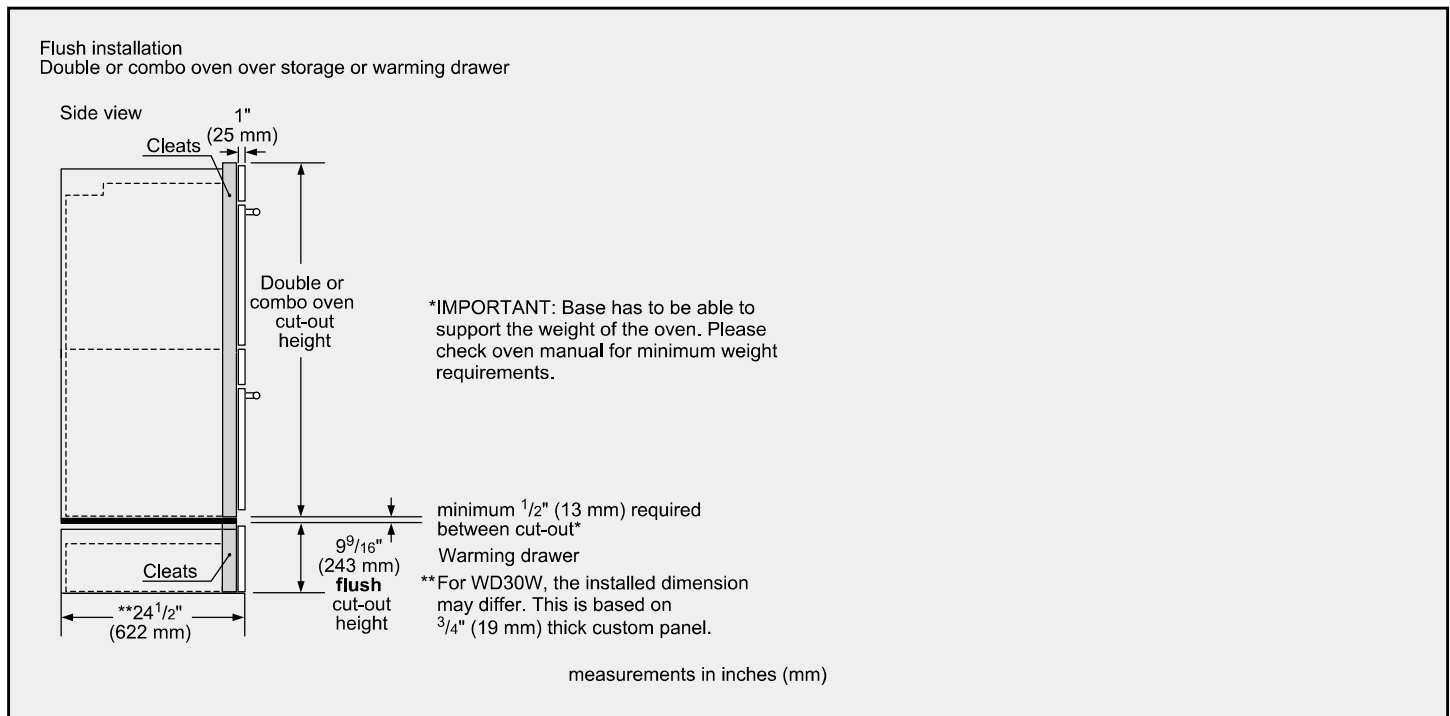 Flush installation
Double or combo oven over storage or warming drawer
Side view
1"
(25 mm)
Cleats
Double or
combo oven
cut-out
height
*IMPORTANT: Base has to be able to
support the weight of the oven. Please
check oven manual for minimum weight
requirements.
minimum 1/2" (13 mm) required
between cut-out*
Warming drawer
9 9/16"
(243 mm)
flush
cut-out
height
Cleats
**24 1/2"
(622 mm)
**For WD30W, the installed dimension
may differ. This is based on
3/4" (19 mm) thick custom panel.
measurements in inches (mm)